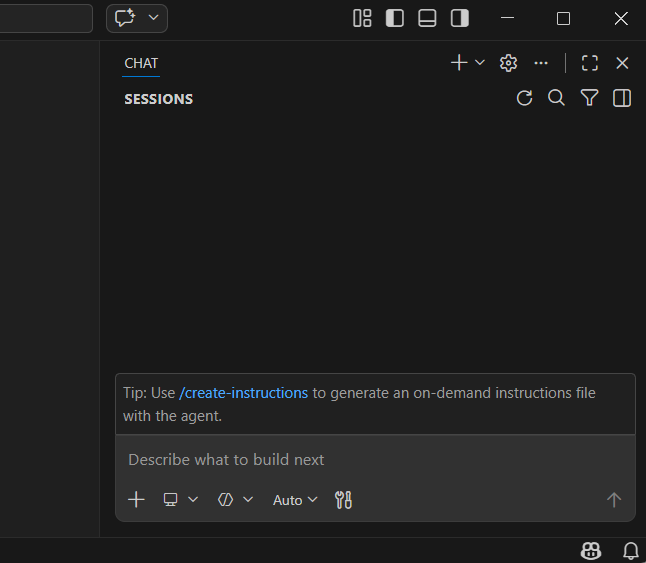 CHAT
SESSIONS
Tip: Use /create-instructions to generate an on-demand instructions file
with the agent.
Describe what to build next
Auto